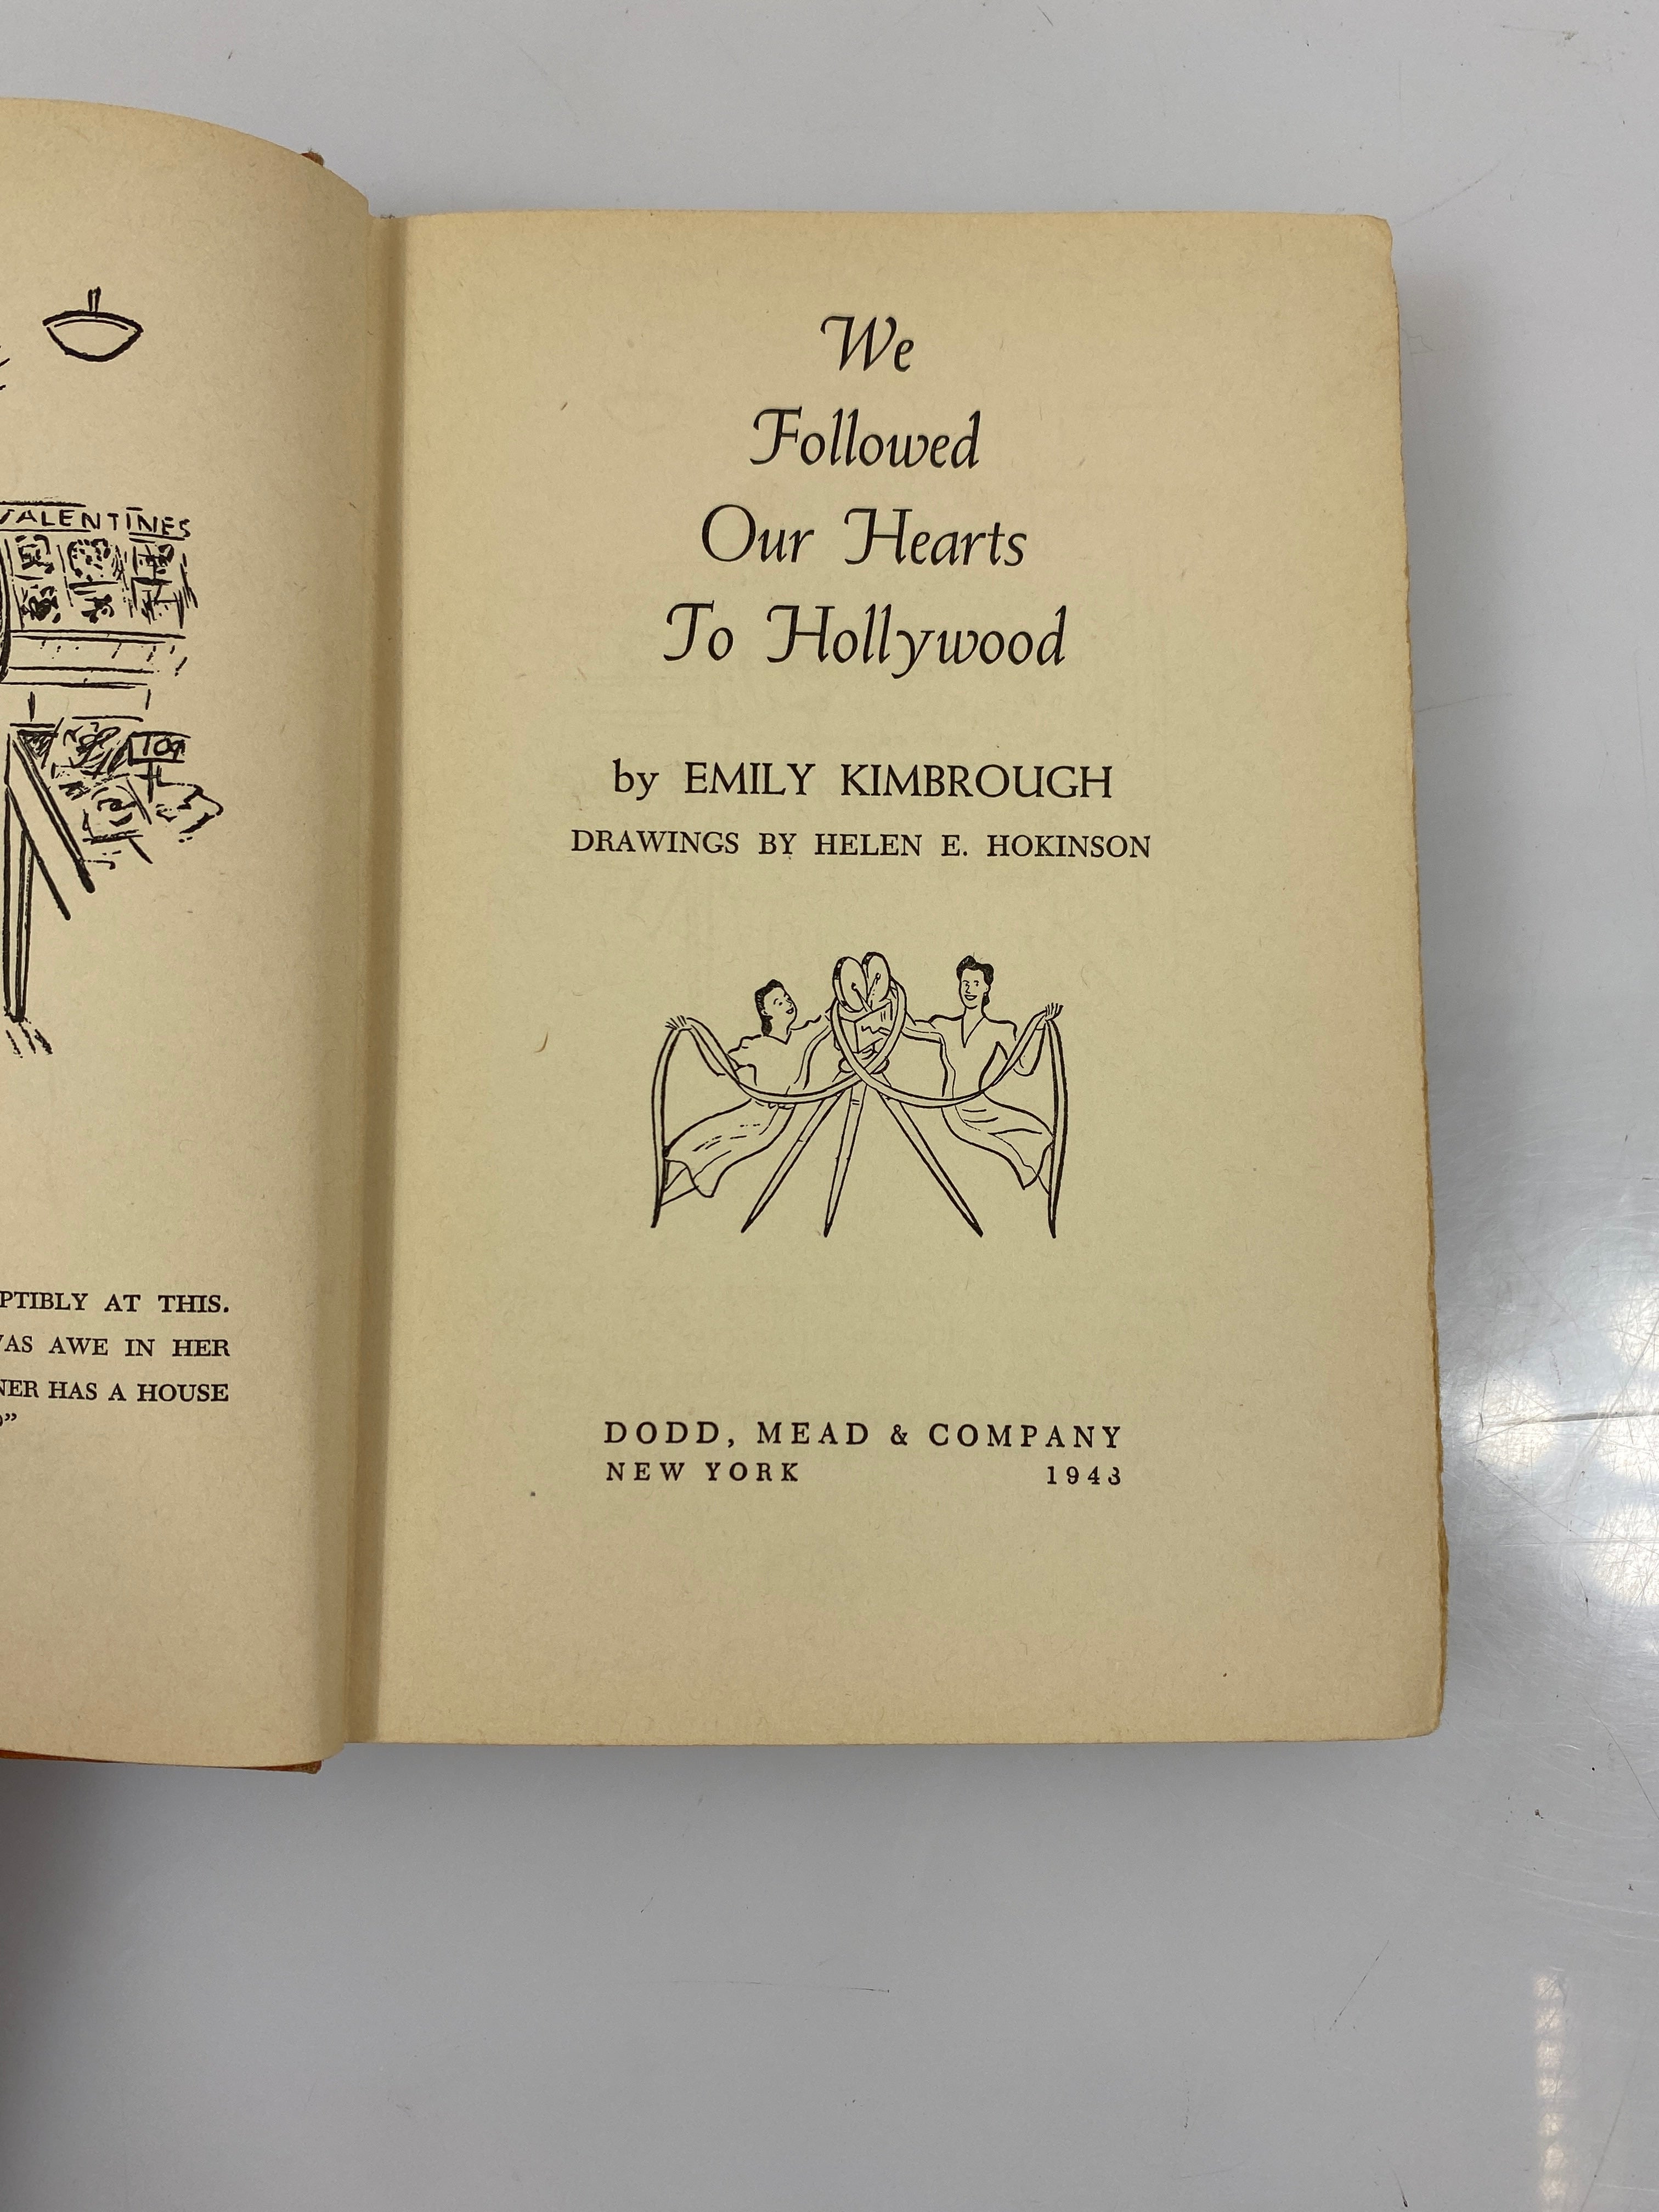 VALENTINES
PTIBLY AT THIS.
AS AWE IN HER
NER HAS A HOUSE
We
Followed
Our Hearts
To Hollywood
by EMILY KIMBROUGH
DRAWINGS BY HELEN E. HOKINSON
DODD, MEAD & COMPANY
NEW YORK 1943